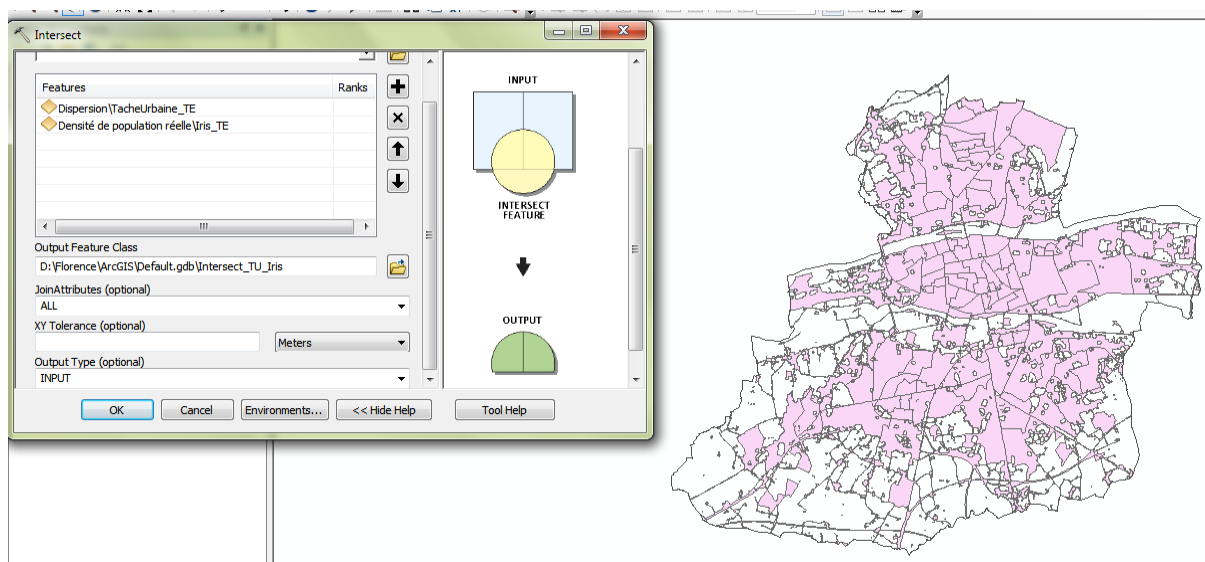 Intersect
Features Ranks
Dispersion\TacheUrbaine_TE
Densité de population réelle\Iris_TE
Output Feature Class
D:\Florence\ArcGIS\Default.gdb\Intersect_TU_Iris
JoinAttributes (optional)
ALL
XY Tolerance (optional)
Meters
Output Type (optional)
INPUT
OK Cancel Environments... << Hide Help Tool Help
INPUT
INTERSECT
FEATURE
OUTPUT